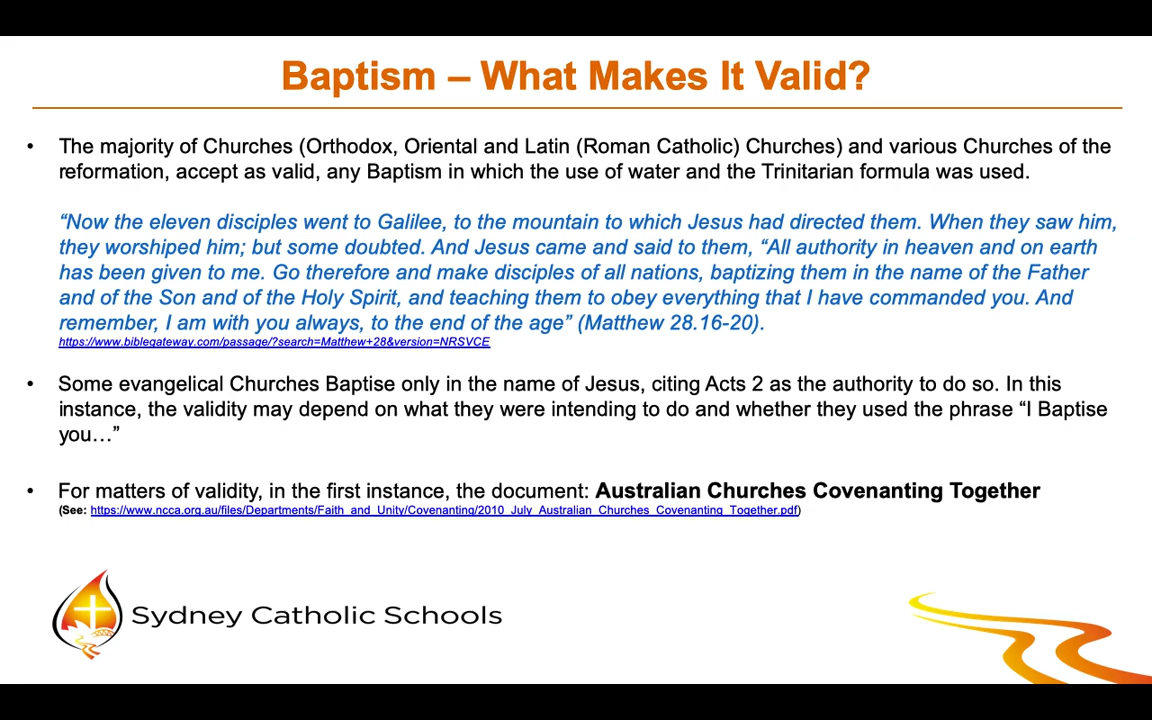 Baptism – What Makes It Valid?
• The majority of Churches (Orthodox, Oriental and Latin (Roman Catholic) Churches) and various Churches of the
reformation, accept as valid, any Baptism in which the use of water and the Trinitarian formula was used.
“Now the eleven disciples went to Galilee, to the mountain to which Jesus had directed them. When they saw him,
they worshiped him; but some doubted. And Jesus came and said to them, “All authority in heaven and on earth
has been given to me. Go therefore and make disciples of all nations, baptizing them in the name of the Father
and of the Son and of the Holy Spirit, and teaching them to obey everything that I have commanded you. And
remember, I am with you always, to the end of the age” (Matthew 28.16-20).
https://www.biblegateway.com/passage/?search=Matthew+28&version=NRSVCE
• Some evangelical Churches Baptise only in the name of Jesus, citing Acts 2 as the authority to do so. In this
instance, the validity may depend on what they were intending to do and whether they used the phrase “I Baptise
you…”
• For matters of validity, in the first instance, the document: Australian Churches Covenanting Together
(See: https://www.ncca.org.au/files/Departments/Faith_and_Unity/Covenanting/2010_July_Australian_Churches_Covenanting_Together.pdf)
Sydney Catholic Schools